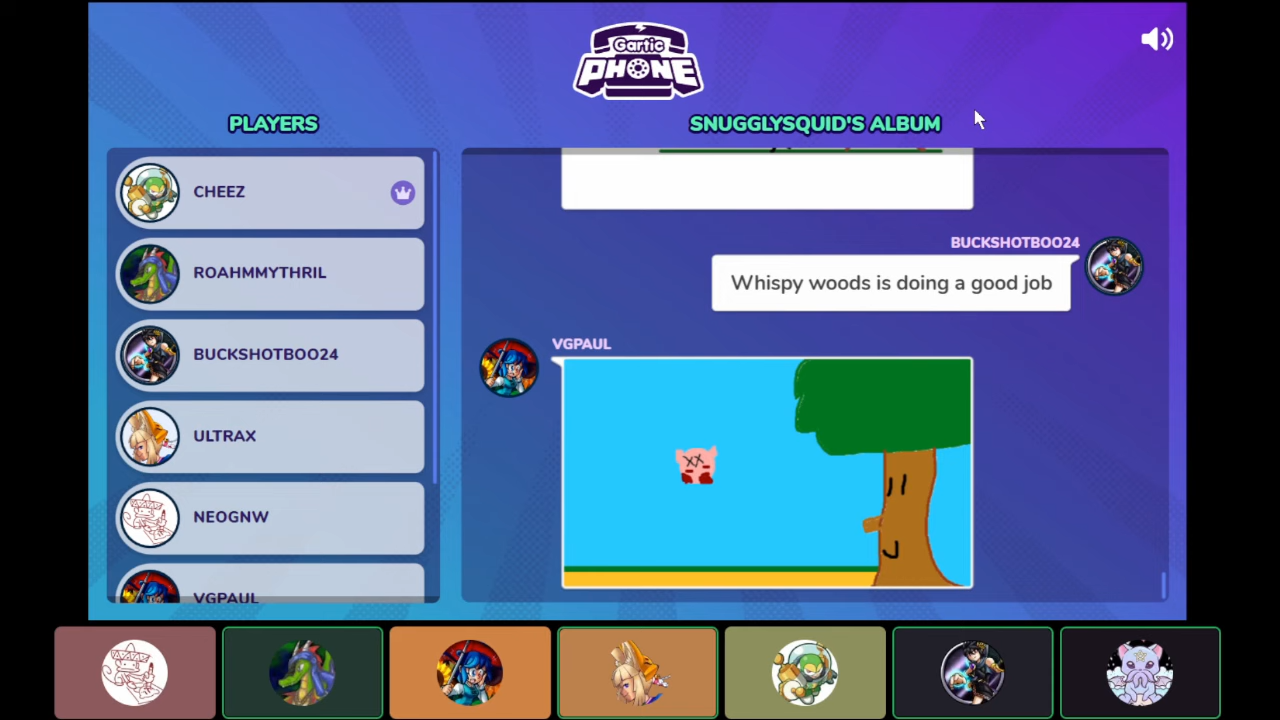 Gartic
PHONE
PLAYERS
SNUGGLYSQUID'S ALBUM
CHEEZ
ROAHMMYTHRIL
BUCKSHOTBOO24
ULTRAX
NEOGNW
VGPAUL
BUCKSHOTBOO24
Whispy woods is doing a good job
VGPAUL